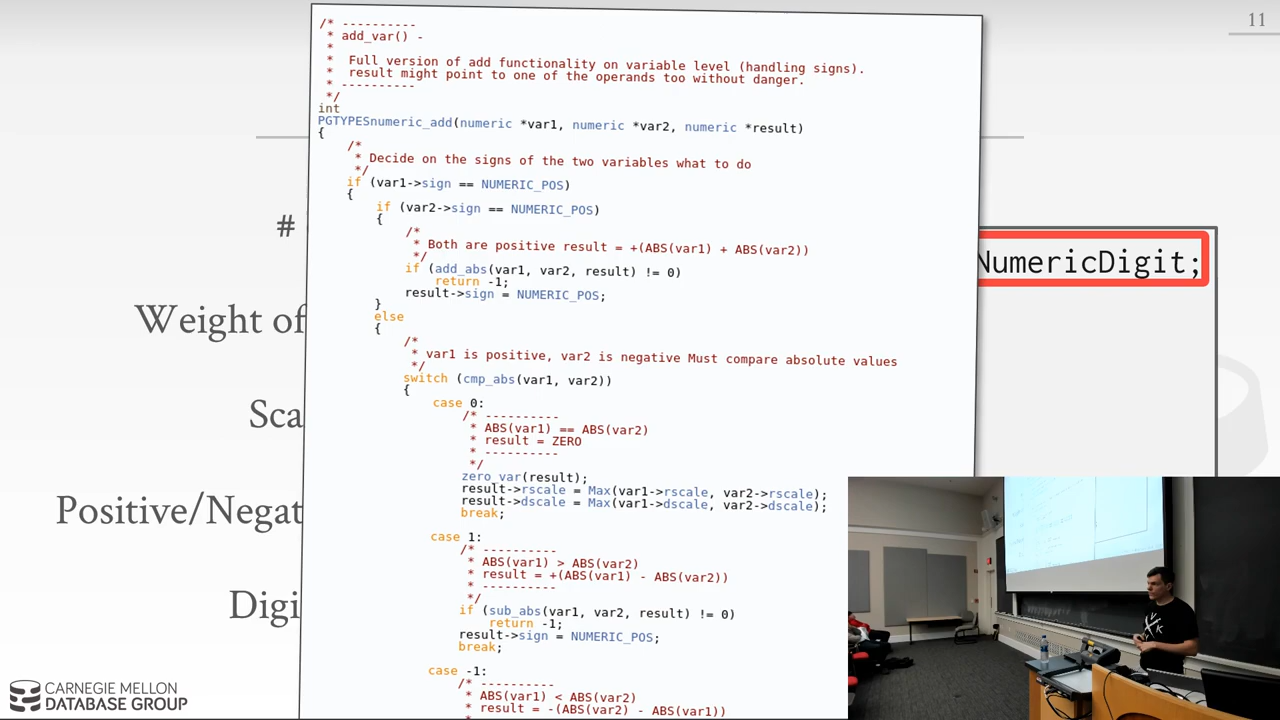 11
/* ----------
* add_var() -
*
* Full version of add functionality on variable level (handling signs).
* result might point to one of the operands too without danger.
* ----------
*/
int
PGTYPESnumeric_add(numeric *var1, numeric *var2, numeric *result)
{
/*
* Decide on the signs of the two variables what to do
*/
if (var1->sign == NUMERIC_POS)
{
if (var2->sign == NUMERIC_POS)
{
/*
* Both are positive result = +(ABS(var1) + ABS(var2))
*/
if (add_abs(var1, var2, result) != 0)
return -1;
result->sign = NUMERIC_POS;
}
else
{
/*
* var1 is positive, var2 is negative Must compare absolute values
*/
switch (cmp_abs(var1, var2))
{
case 0:
/* ----------
* ABS(var1) == ABS(var2)
* result = ZERO
* ----------
*/
zero_var(result);
result->rscale = Max(var1->rscale, var2->rscale);
result->dscale = Max(var1->dscale, var2->dscale);
break;
case 1:
/* ----------
* ABS(var1) > ABS(var2)
* result = +(ABS(var1) - ABS(var2))
* ----------
*/
if (sub_abs(var1, var2, result) != 0)
return -1;
result->sign = NUMERIC_POS;
break;
case -1:
/* ----------
* ABS(var1) < ABS(var2)
* result = -(ABS(var2) - ABS(var1))
*
#
Weight of
Sca
Positive/Negat
Digi
NumericDigit;
CARNEGIE MELLON
DATABASE GROUP